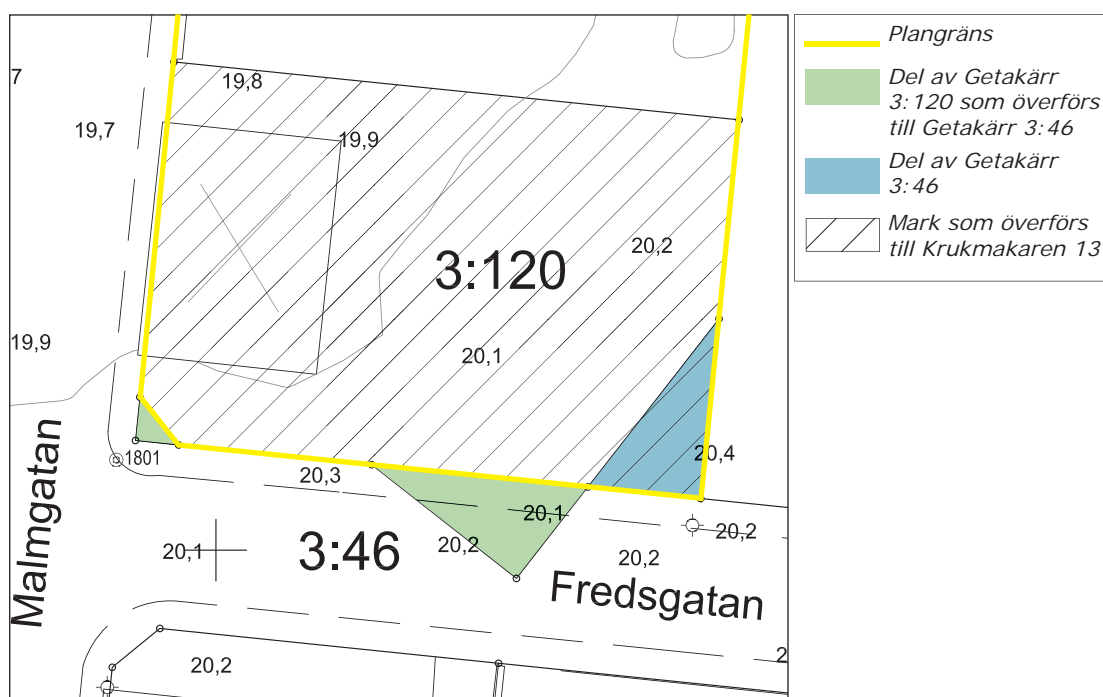 7
19,8
19,7
19,9
20,2
3:120
19,9
20,1
20,4
1801
20,3
20,1
20,2
20,1
3:46
20,2
20,2
Malmgatan
Fredsgatan
20,2
2
Plangräns
Del av Getakärr
3:120 som överförs
till Getakärr 3:46
Del av Getakärr
3:46
Mark som överförs
till Krukmakaren 13